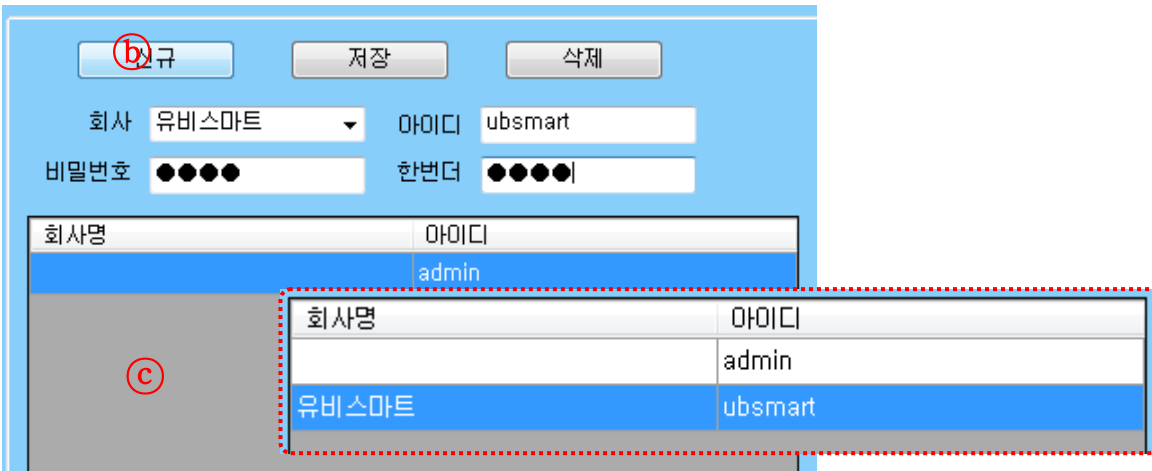 ⓑ신규 저장 삭제
회사 유비스마트 아이디 ubsmart
비밀번호 ●●●● 한번더 ●●●●
회사명 아이디
admin
회사명 아이디
admin
ⓒ
유비스마트 ubsmart